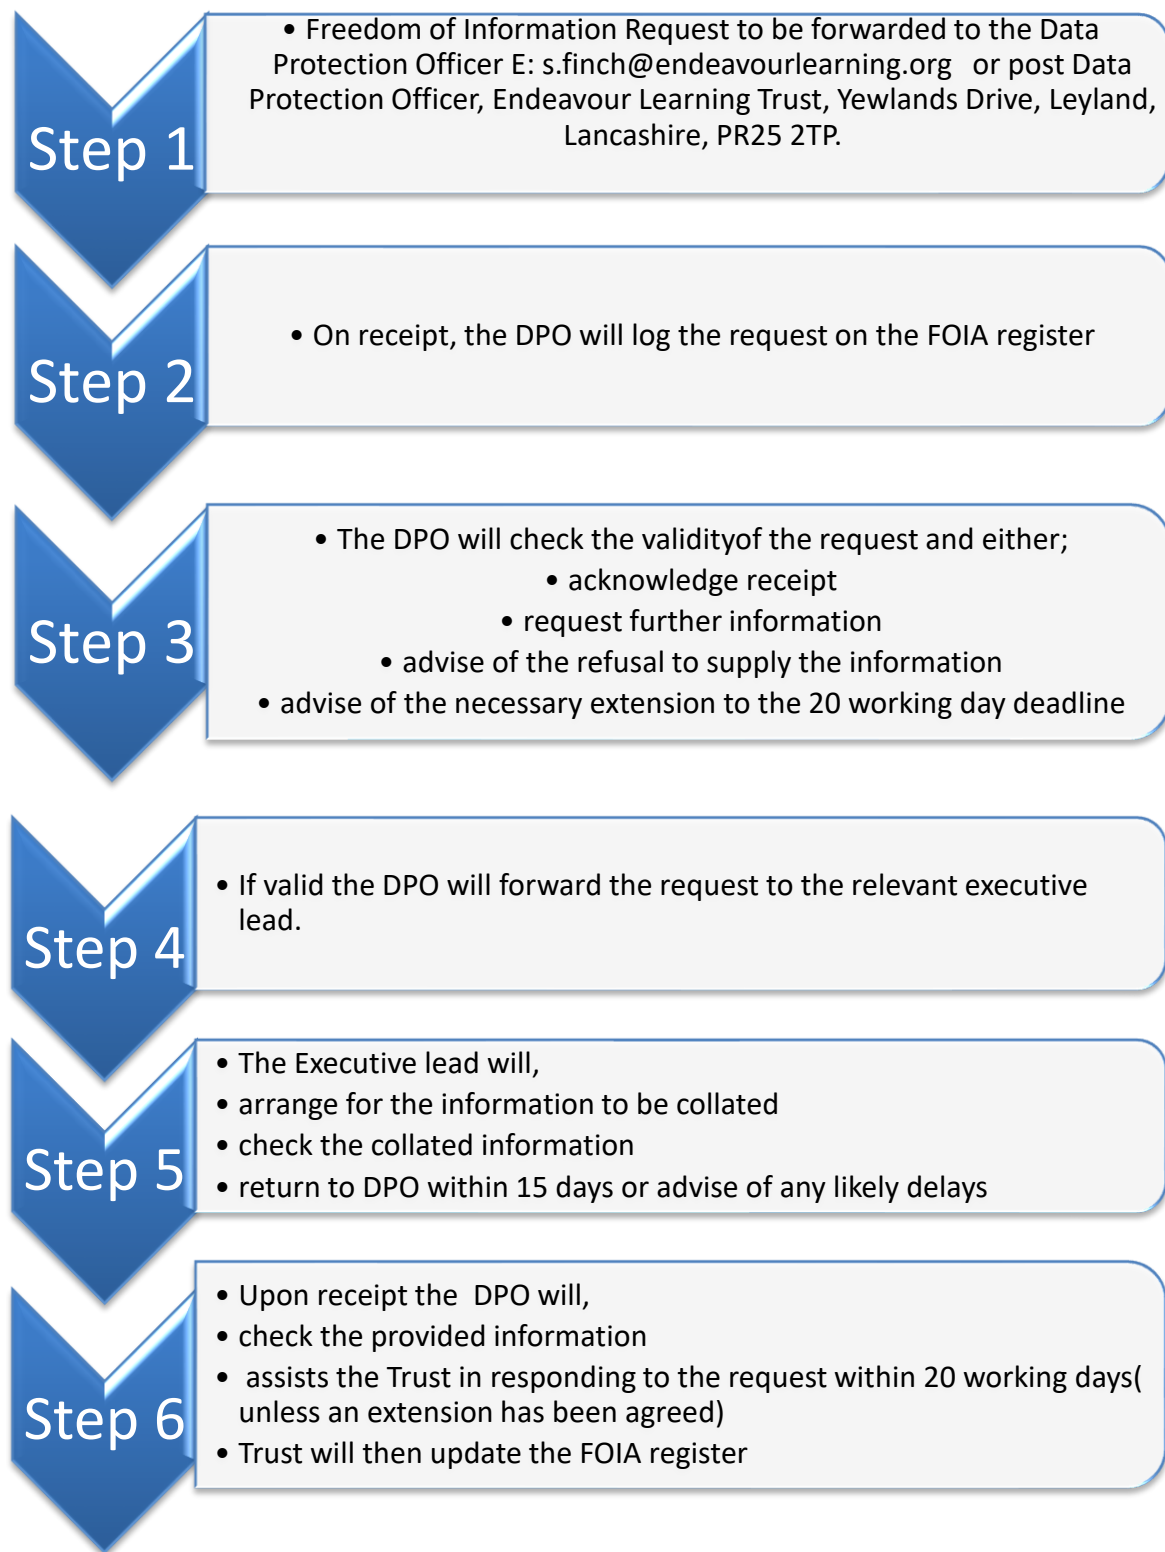 Step 1
• Freedom of Information Request to be forwarded to the Data
Protection Officer E: s.finch@endeavourlearning.org or post Data
Protection Officer, Endeavour Learning Trust, Yewlands Drive, Leyland,
Lancashire, PR25 2TP.
Step 2
• On receipt, the DPO will log the request on the FOIA register
Step 3
• The DPO will check the validityof the request and either;
• acknowledge receipt
• request further information
• advise of the refusal to supply the information
• advise of the necessary extension to the 20 working day deadline
Step 4
• If valid the DPO will forward the request to the relevant executive
lead.
Step 5
• The Executive lead will,
• arrange for the information to be collated
• check the collated information
• return to DPO within 15 days or advise of any likely delays
Step 6
• Upon receipt the  DPO will,
• check the provided information
•  assists the Trust in responding to the request within 20 working days(
unless an extension has been agreed)
• Trust will then update the FOIA register